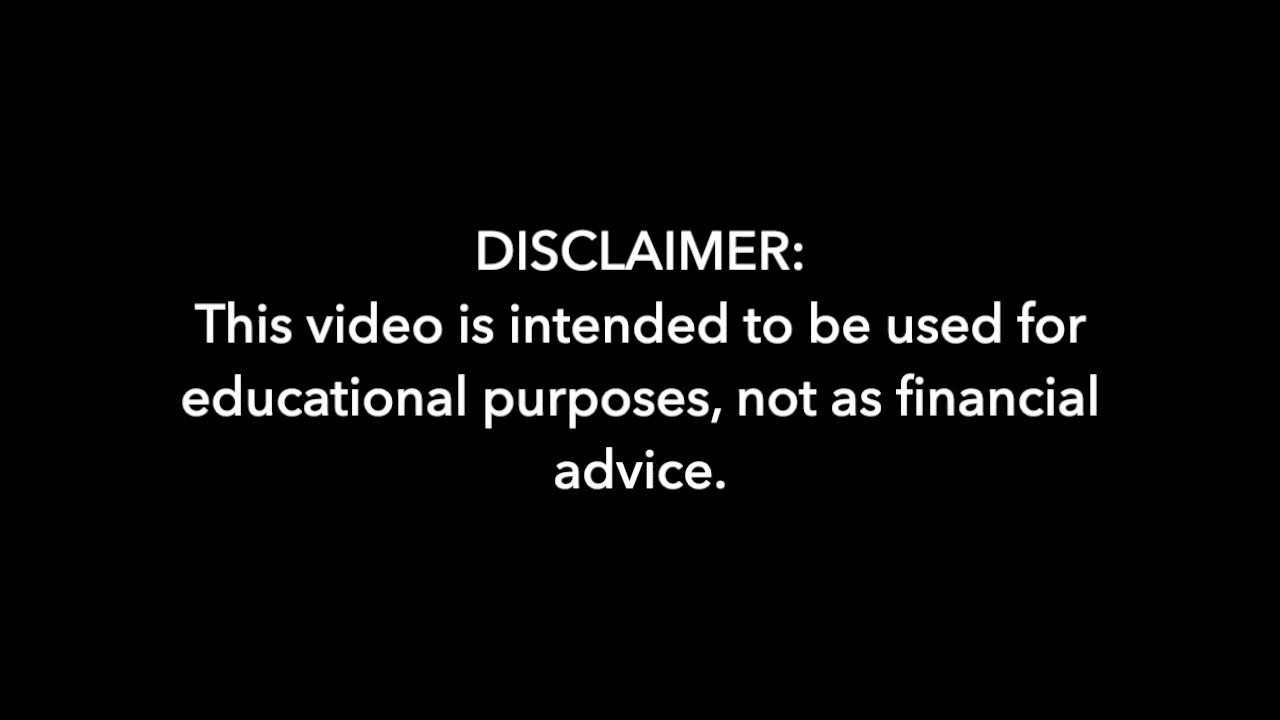 DISCLAIMER:
This video is intended to be used for
educational purposes, not as financial
advice.